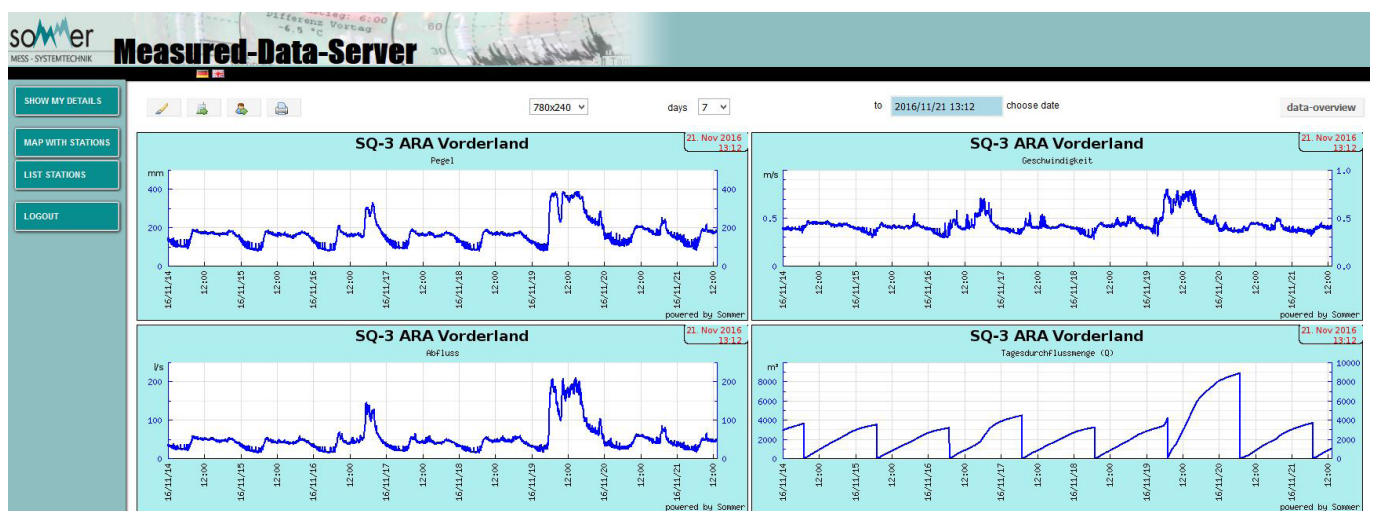 sommer
MESS - SYSTEMTECHNIK
Measured-Data-Server
Differenz Vortag
-6.5 °C
60
30
SHOW MY DETAILS
MAP WITH STATIONS
LIST STATIONS
LOGOUT
780x240
days 7
to 2016/11/21 13:12 choose date
data-overview
SQ-3 ARA Vorderland
21. Nov 2016
13:12
Pegel
mm
400 400
200 200
0 0
16/11/14 12:00 16/11/15 12:00 16/11/16 12:00 16/11/17 12:00 16/11/18 12:00 16/11/19 12:00 16/11/20 12:00 16/11/21 12:00
powered by Sommer
SQ-3 ARA Vorderland
21. Nov 2016
13:12
Geschwindigkeit
m/s
1.0
0.5 0.5
0 0.0
16/11/14 12:00 16/11/15 12:00 16/11/16 12:00 16/11/17 12:00 16/11/18 12:00 16/11/19 12:00 16/11/20 12:00 16/11/21 12:00
powered by Sommer
SQ-3 ARA Vorderland
21. Nov 2016
13:12
Abfluss
l/s
200 200
100 100
0 0
16/11/14 12:00 16/11/15 12:00 16/11/16 12:00 16/11/17 12:00 16/11/18 12:00 16/11/19 12:00 16/11/20 12:00 16/11/21 12:00
powered by Sommer
SQ-3 ARA Vorderland
21. Nov 2016
13:12
Tagesdurchflussmenge (Q)
m³
10000
8000 8000
6000 6000
4000 4000
2000 2000
0 0
16/11/14 12:00 16/11/15 12:00 16/11/16 12:00 16/11/17 12:00 16/11/18 12:00 16/11/19 12:00 16/11/20 12:00 16/11/21 12:00
powered by Sommer